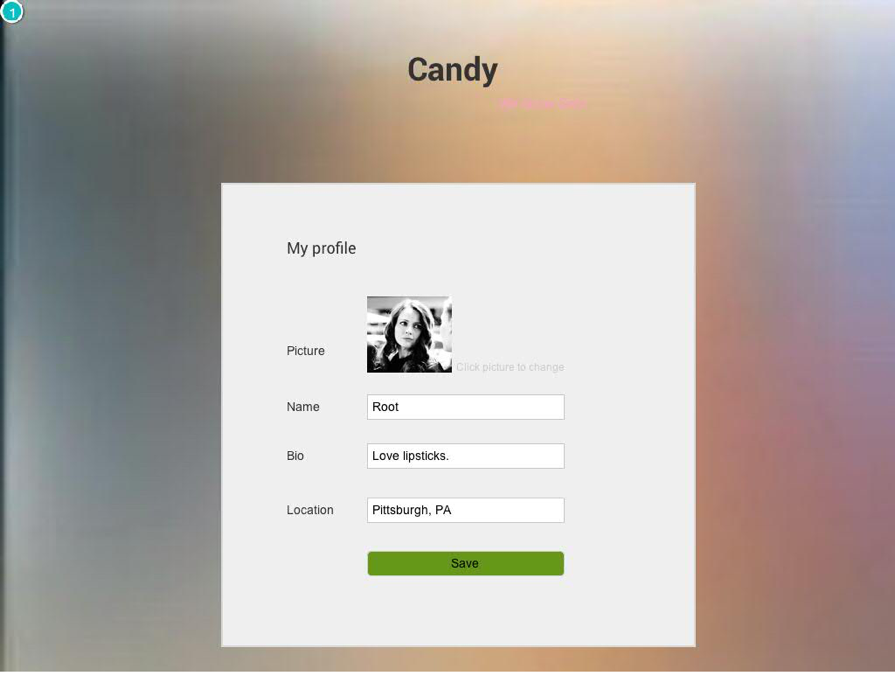 1
Candy
My profile
Picture
Click picture to change
Name
Root
Bio
Love lipsticks.
Location
Pittsburgh, PA
Save